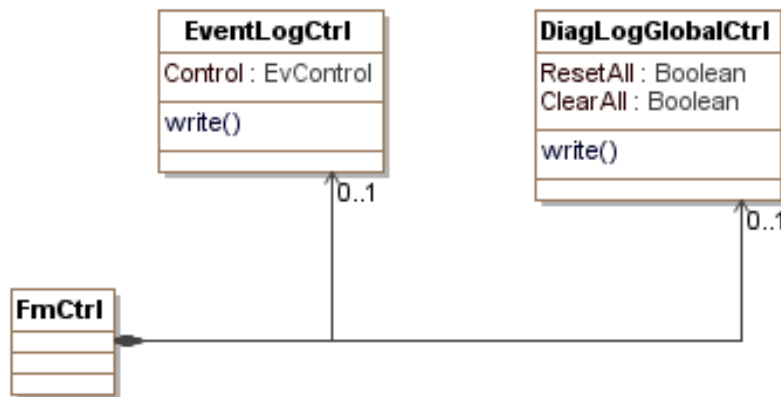 EventLogCtrl
Control : EvControl
write()
0..1
DiagLogGlobalCtrl
ResetAll : Boolean
ClearAll : Boolean
write()
0..1
FmCtrl